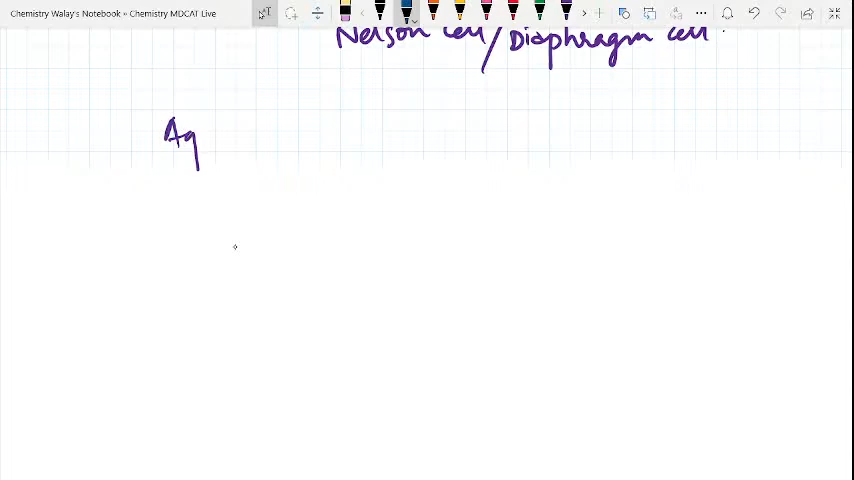 Chemistry Walay's Notebook » Chemistry MDCAT Live
Nelson cell/Diaphragm cell
Aq